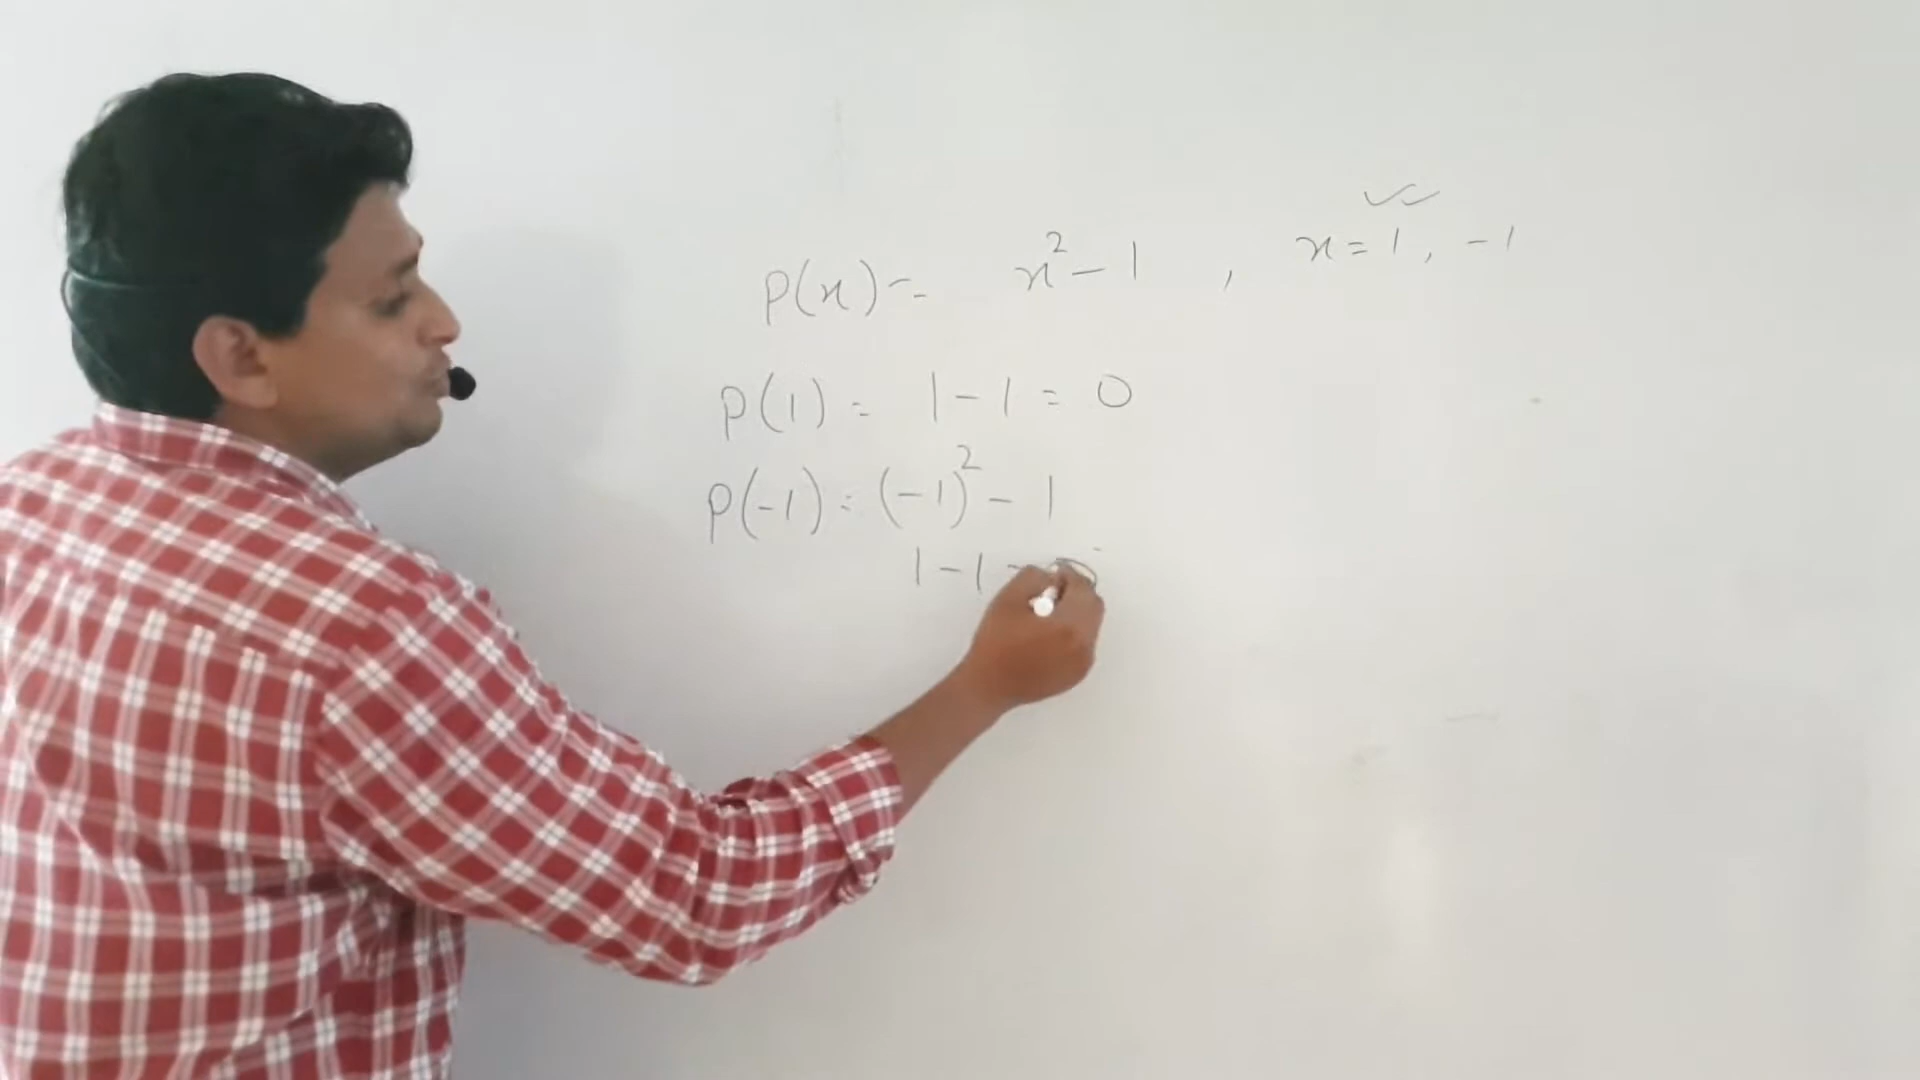 p(x) = x² - 1 , x = 1, -1
p(1) = 1 - 1 = 0
p(-1) = (-1)² - 1
1 - 1 =